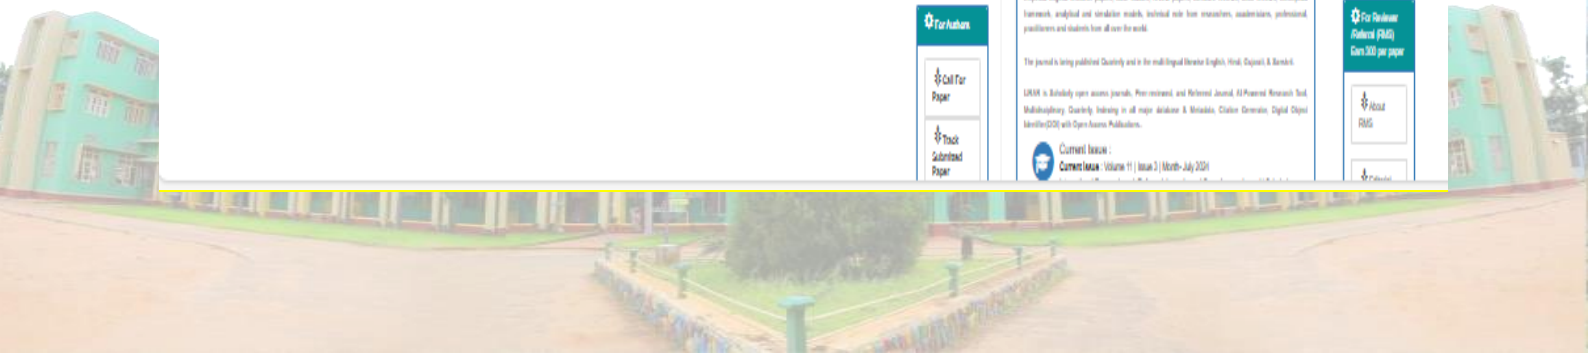 For Authors
Call For
Paper
Track
Submitted
Paper
framework, analytical and simulation models, technical note from researchers, academicians, professional,
practitioners and students from all over the world.
The journal is being published Quarterly and in the multilingual likewise English, Hindi, Gujarati, & Sanskrit.
is Scholarly open access journals, Peer-reviewed, and Refereed Journal, AI-Powered Research Tool,
Multidisciplinary, Quarterly, Indexing in all major database & Metadata, Citation Generator, Digital Object
Identifier(DOI) with Open Access Publications.
Current Issue :
Current Issue : Volume 11 | Issue 3 | Month- July 2024
For Reviewer
/Referral (RMS)
Earn 300 per paper
About
RMS
Editorial